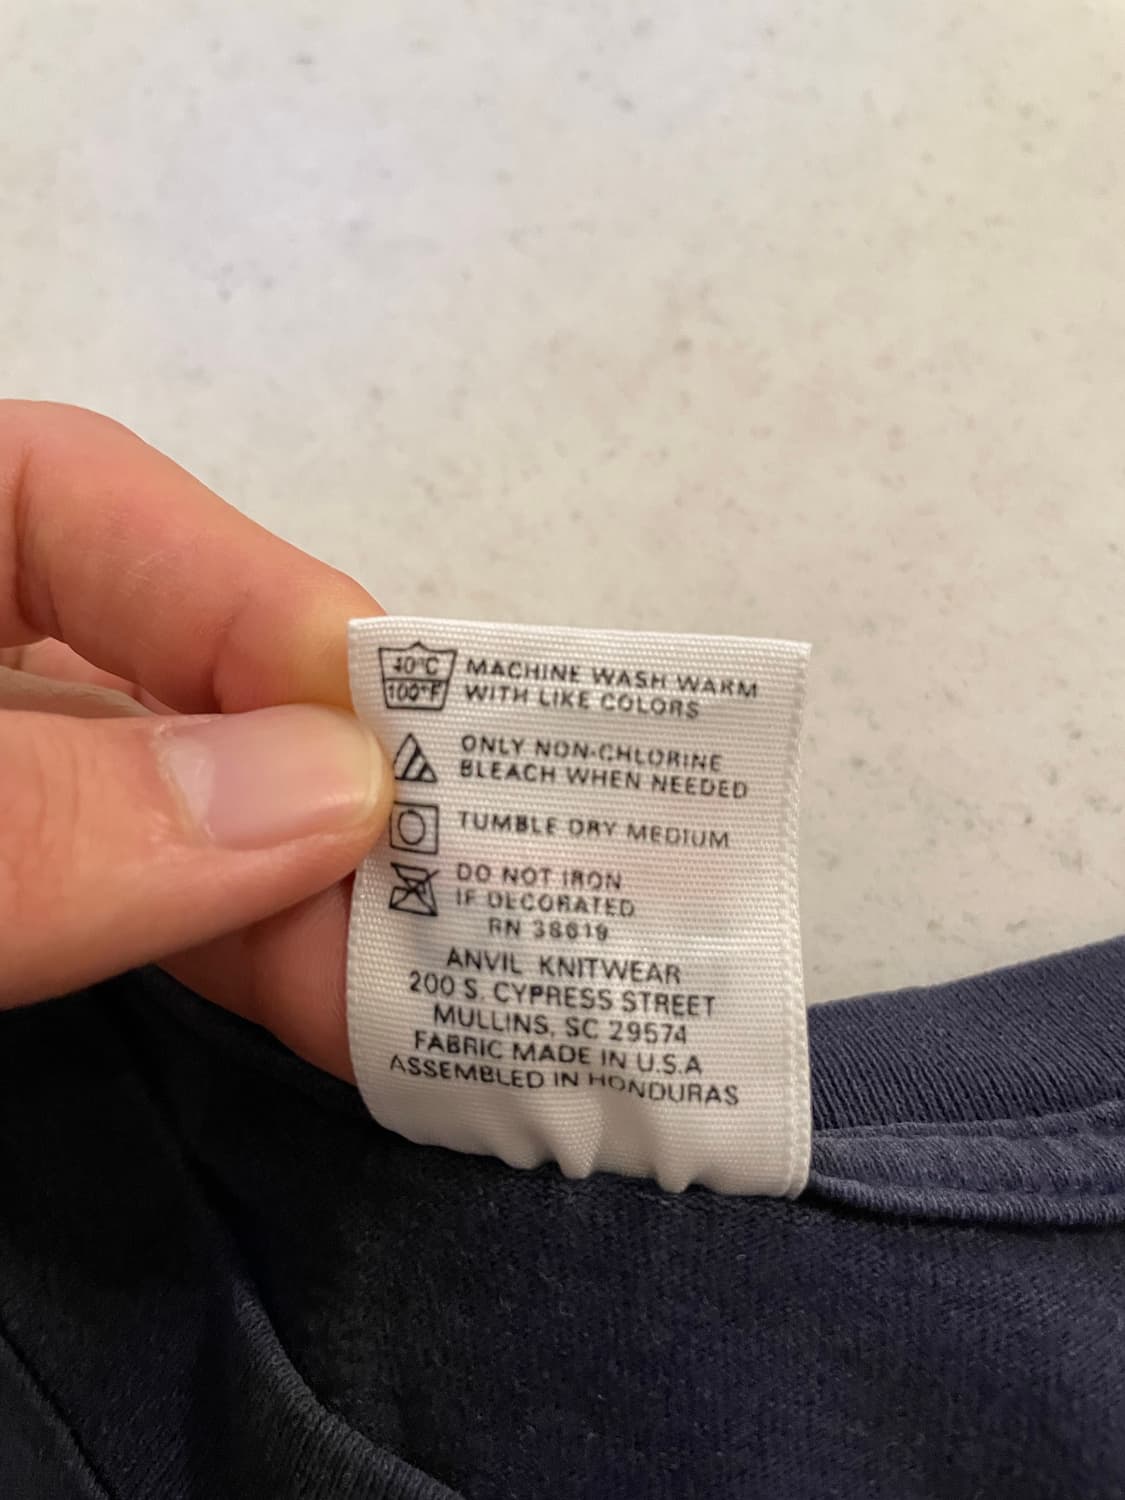 40°C MACHINE WASH WARM
100°F WITH LIKE COLORS
ONLY NON-CHLORINE
BLEACH WHEN NEEDED
TUMBLE DRY MEDIUM
DO NOT IRON
IF DECORATED
RN 38619
ANVIL KNITWEAR
200 S. CYPRESS STREET
MULLINS, SC 29574
FABRIC MADE IN U.S.A
ASSEMBLED IN HONDURAS